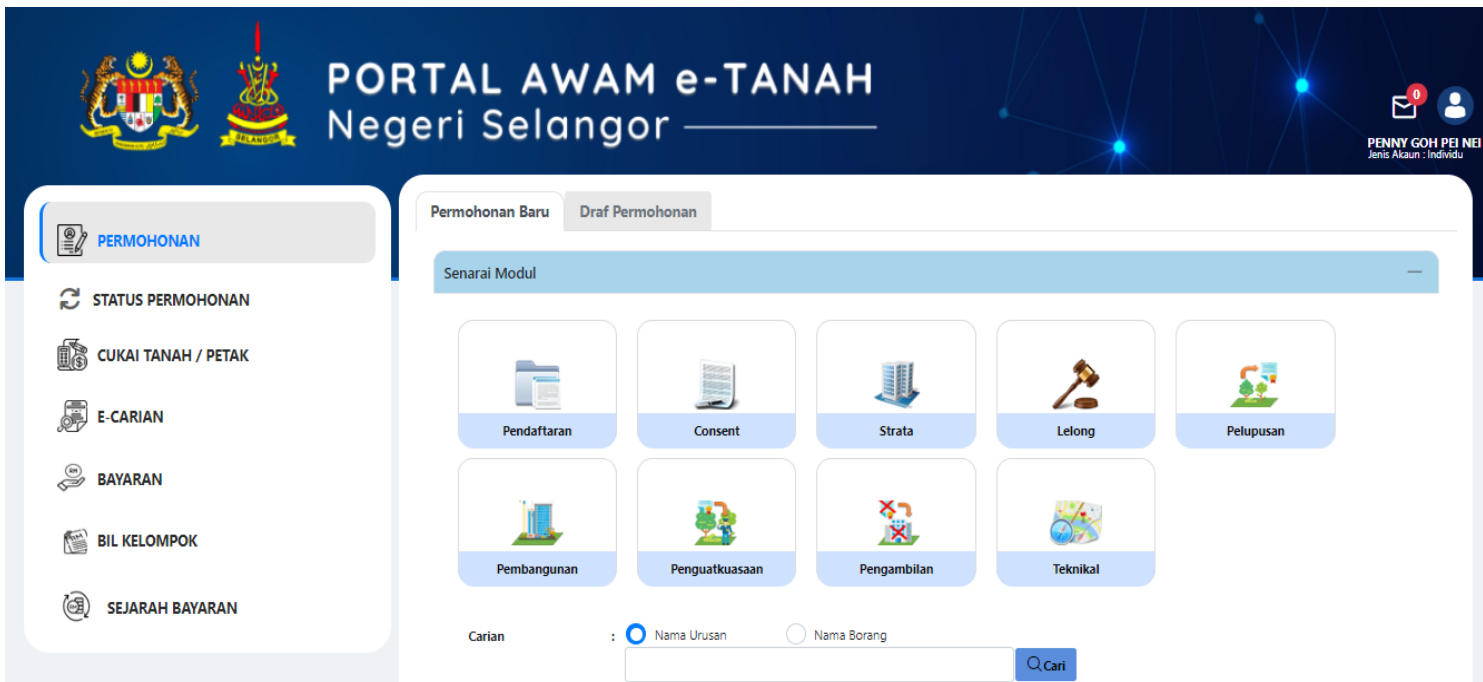 PORTAL AWAM e-TANAH
Negeri Selangor
SELANGOR
0
PENNY GOH PEI NEI
Jenis Akaun : Individu
PERMOHONAN
STATUS PERMOHONAN
CUKAI TANAH / PETAK
E-CARIAN
BAYARAN
BIL KELOMPOK
SEJARAH BAYARAN
Permohonan Baru Draf Permohonan
Senarai Modul
Pendaftaran Consent Strata Lelong Pelupusan
Pembangunan Penguatkuasaan Pengambilan Teknikal
Carian : Nama Urusan Nama Borang
Cari